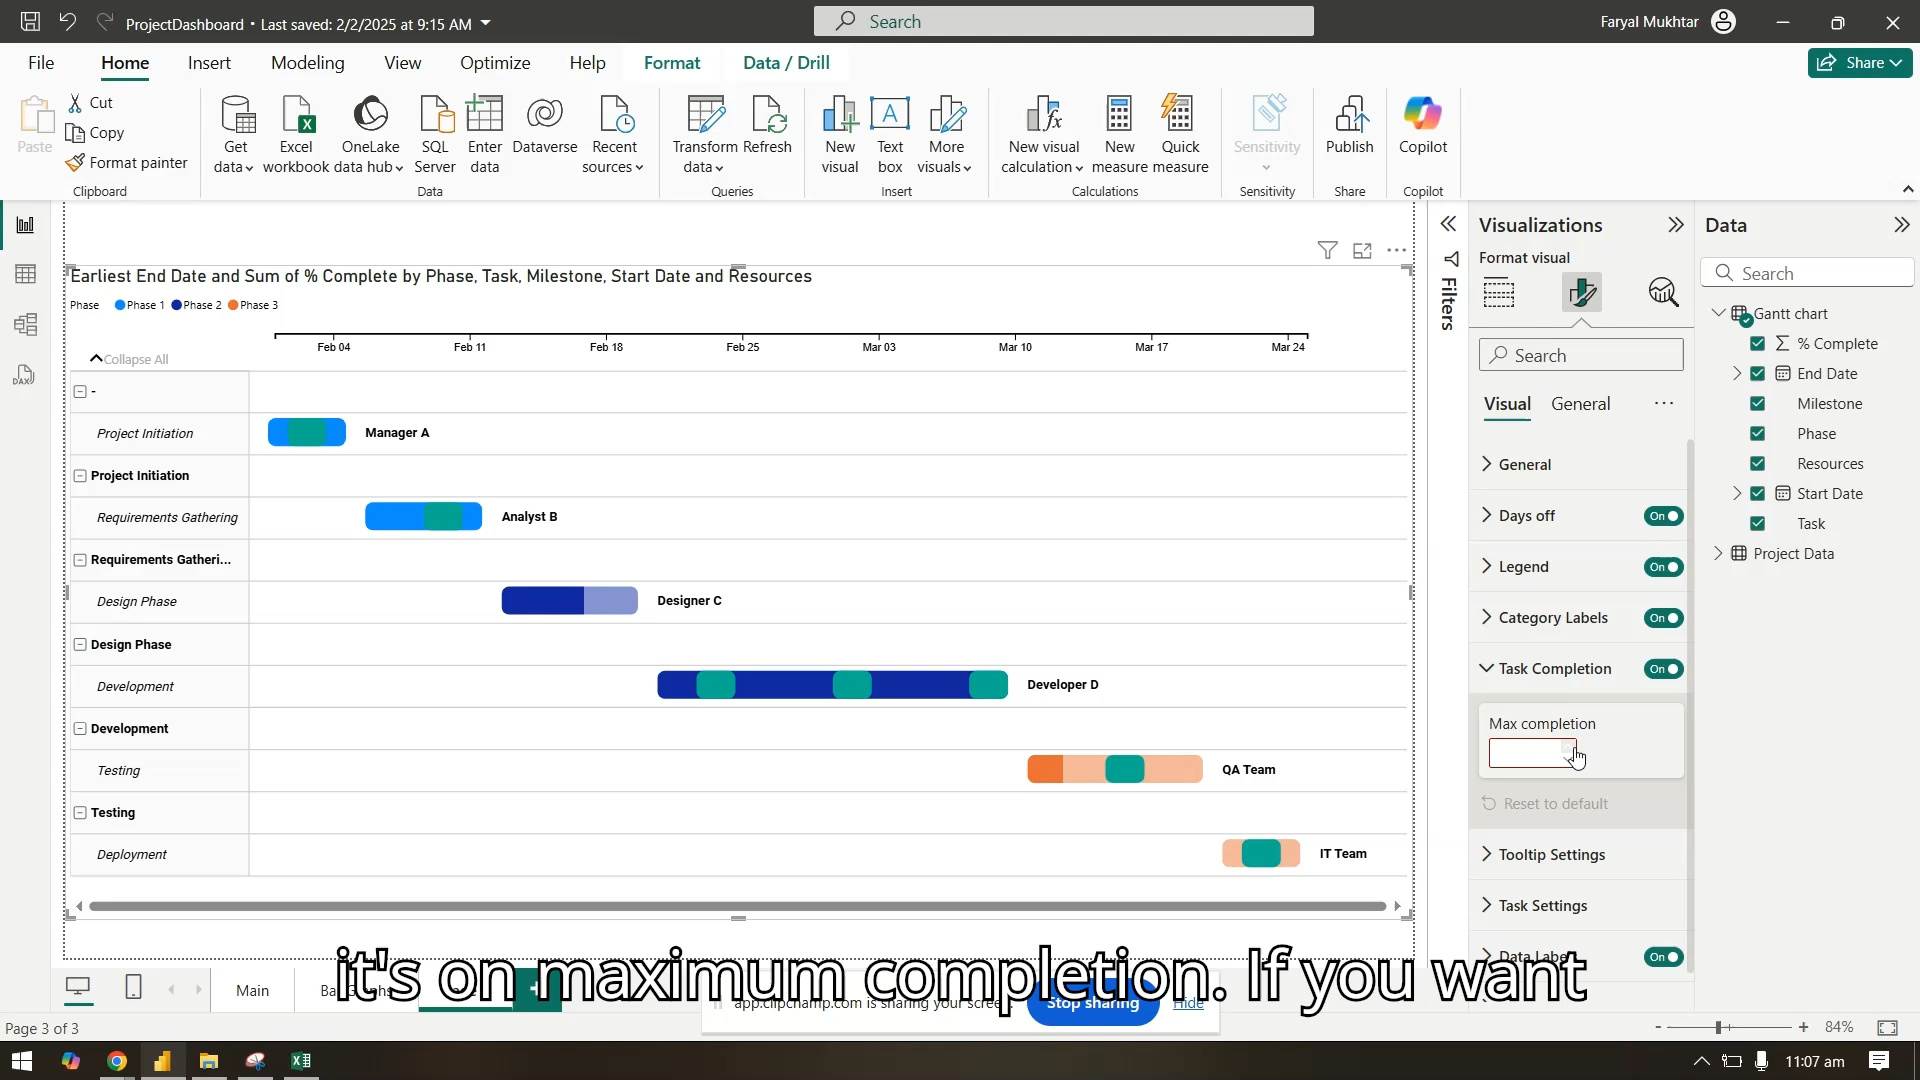 ProjectDashboard • Last saved: 2/2/2025 at 9:15 AM
Search
Faryal Mukhtar
File Home Insert Modeling View Optimize Help Format Data / Drill
Share
Paste
Cut
Copy
Format painter
Clipboard
Get data
Excel workbook
OneLake data hub
SQL Server
Enter data
Dataverse
Recent sources
Data
Transform data
Refresh
Queries
New visual
Text box
More visuals
Insert
New visual calculation
New measure
Quick measure
Calculations
Sensitivity
Sensitivity
Publish
Share
Copilot
Copilot
Earliest End Date and Sum of % Complete by Phase, Task, Milestone, Start Date and Resources
Phase Phase 1 Phase 2 Phase 3
Feb 04 Feb 11 Feb 18 Feb 25 Mar 03 Mar 10 Mar 17 Mar 24
Collapse All
-
Project Initiation Manager A
Project Initiation
Requirements Gathering Analyst B
Requirements Gatheri...
Design Phase Designer C
Design Phase
Development Developer D
Development
Testing QA Team
Testing
Deployment IT Team
Filters
Visualizations
Format visual
Search
Visual General
General
Days off On
Legend On
Category Labels On
Task Completion On
Max completion
Reset to default
Tooltip Settings
Task Settings
Data Label On
Data
Search
Gantt chart
% Complete
End Date
Milestone
Phase
Resources
Start Date
Task
Project Data
it's on maximum completion. If you want
Main
app.clipchamp.com is sharing your screen.
Stop sharing
Hide
Page 3 of 3
84%
11:07 am